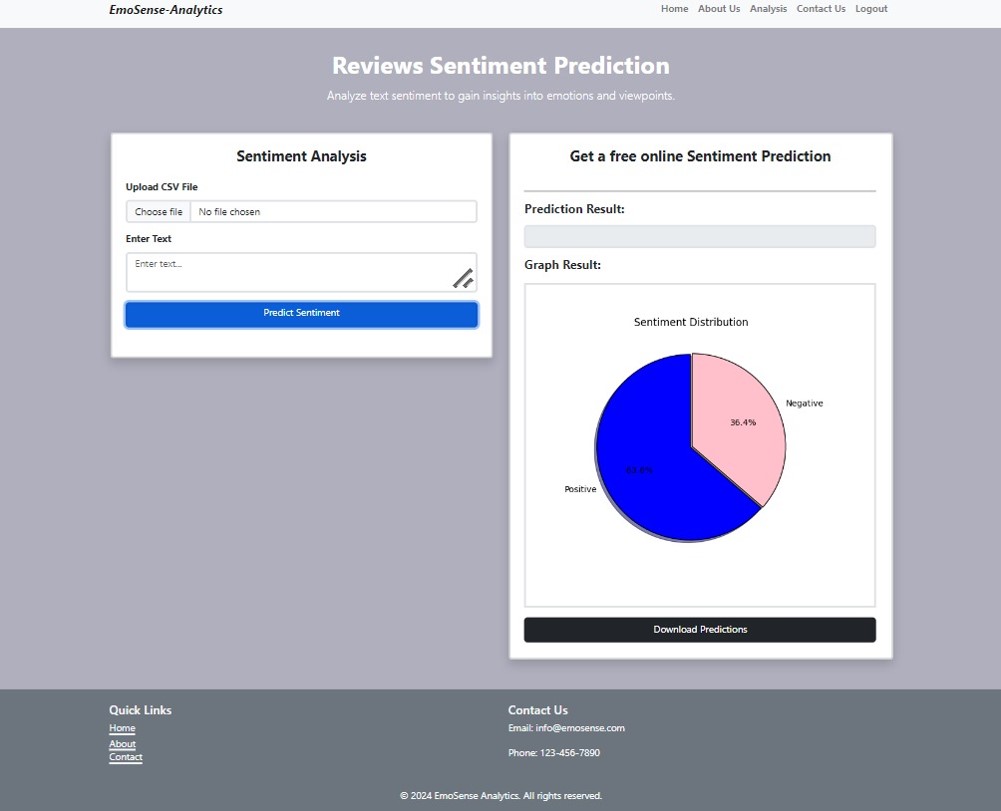 EmoSense-Analytics
Home About Us Analysis Contact Us Logout
Reviews Sentiment Prediction
Analyze text sentiment to gain insights into emotions and viewpoints.
Sentiment Analysis
Upload CSV File
Choose file No file chosen
Enter Text
Enter text...
Predict Sentiment
Get a free online Sentiment Prediction
Prediction Result:
Graph Result:
Sentiment Distribution
Negative
36.4%
63.6%
Positive
Download Predictions
Quick Links
Home
About
Contact
Contact Us
Email: info@emosense.com
Phone: 123-456-7890
© 2024 EmoSense Analytics. All rights reserved.